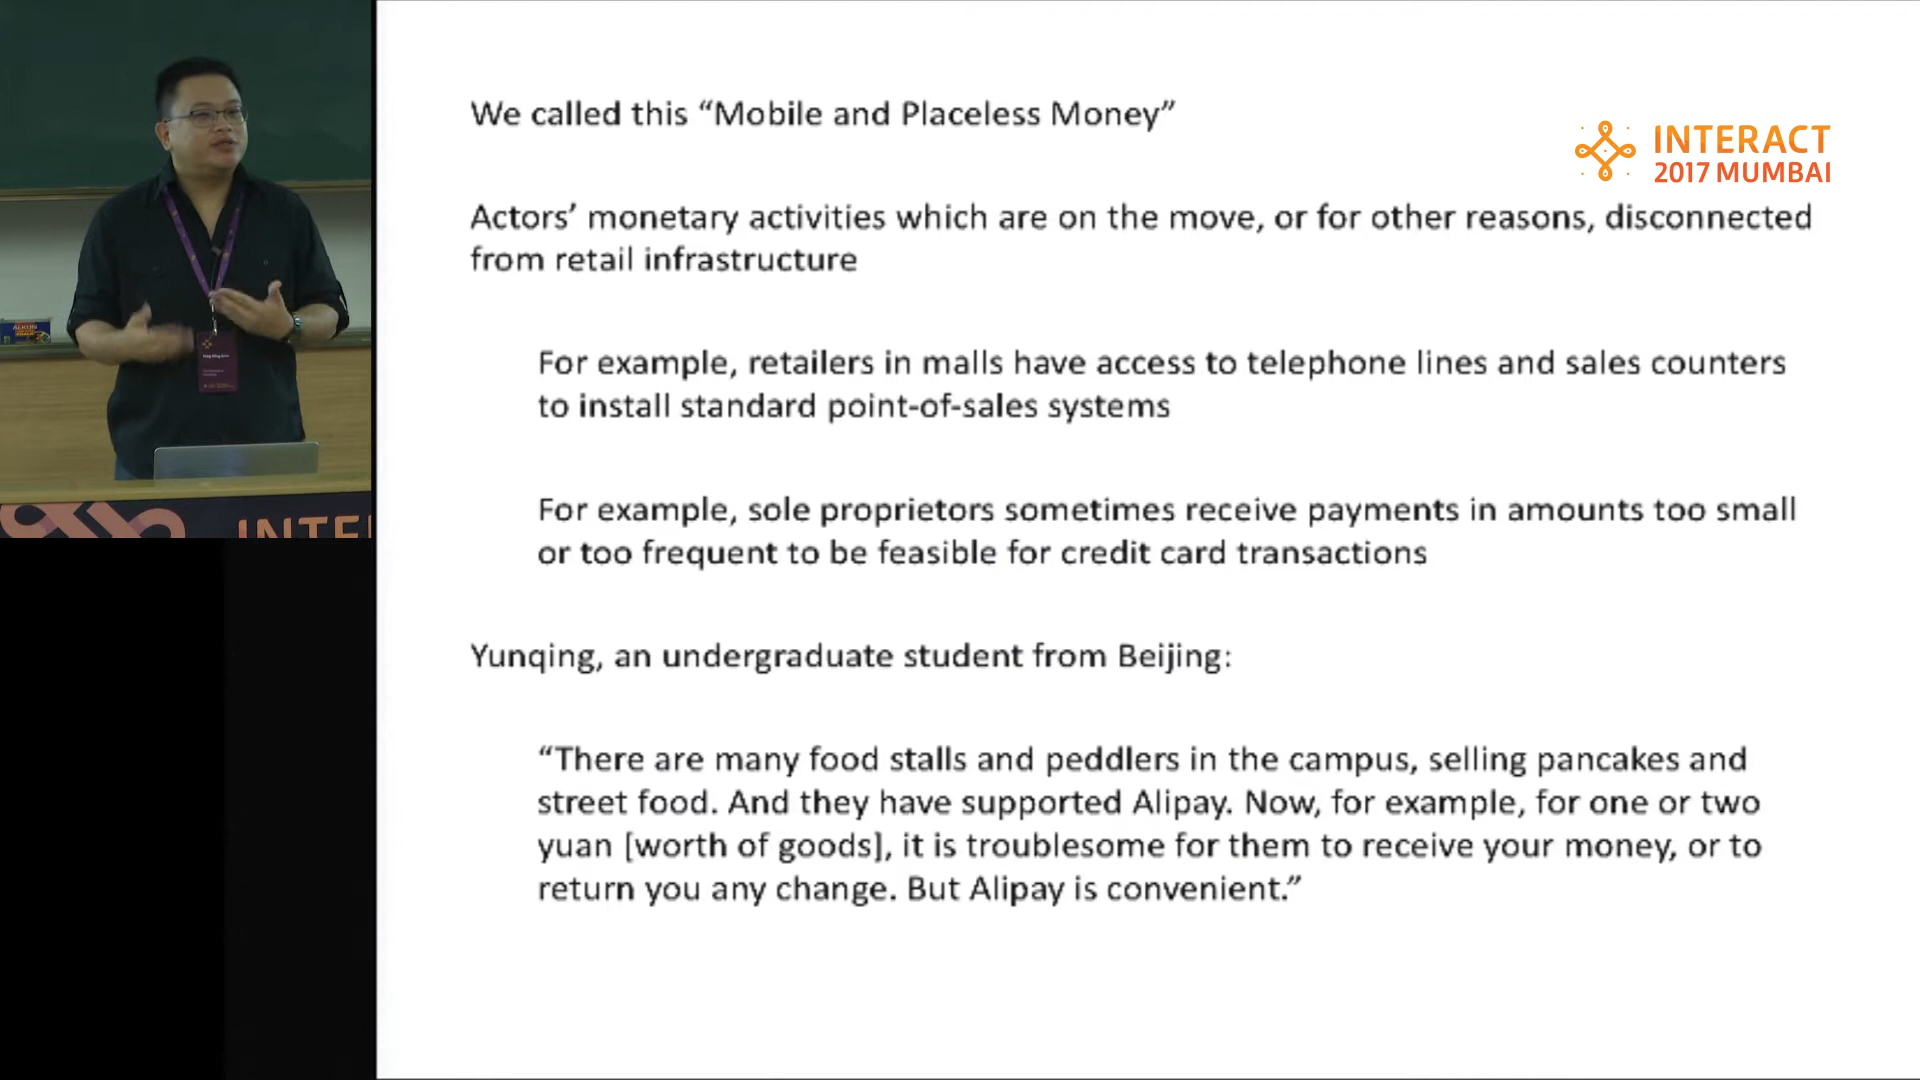 We called this “Mobile and Placeless Money”
INTERACT
2017 MUMBAI
Actors’ monetary activities which are on the move, or for other reasons, disconnected
from retail infrastructure
For example, retailers in malls have access to telephone lines and sales counters
to install standard point-of-sales systems
For example, sole proprietors sometimes receive payments in amounts too small
or too frequent to be feasible for credit card transactions
Yunqing, an undergraduate student from Beijing:
“There are many food stalls and peddlers in the campus, selling pancakes and
street food. And they have supported Alipay. Now, for example, for one or two
yuan [worth of goods], it is troublesome for them to receive your money, or to
return you any change. But Alipay is convenient.”